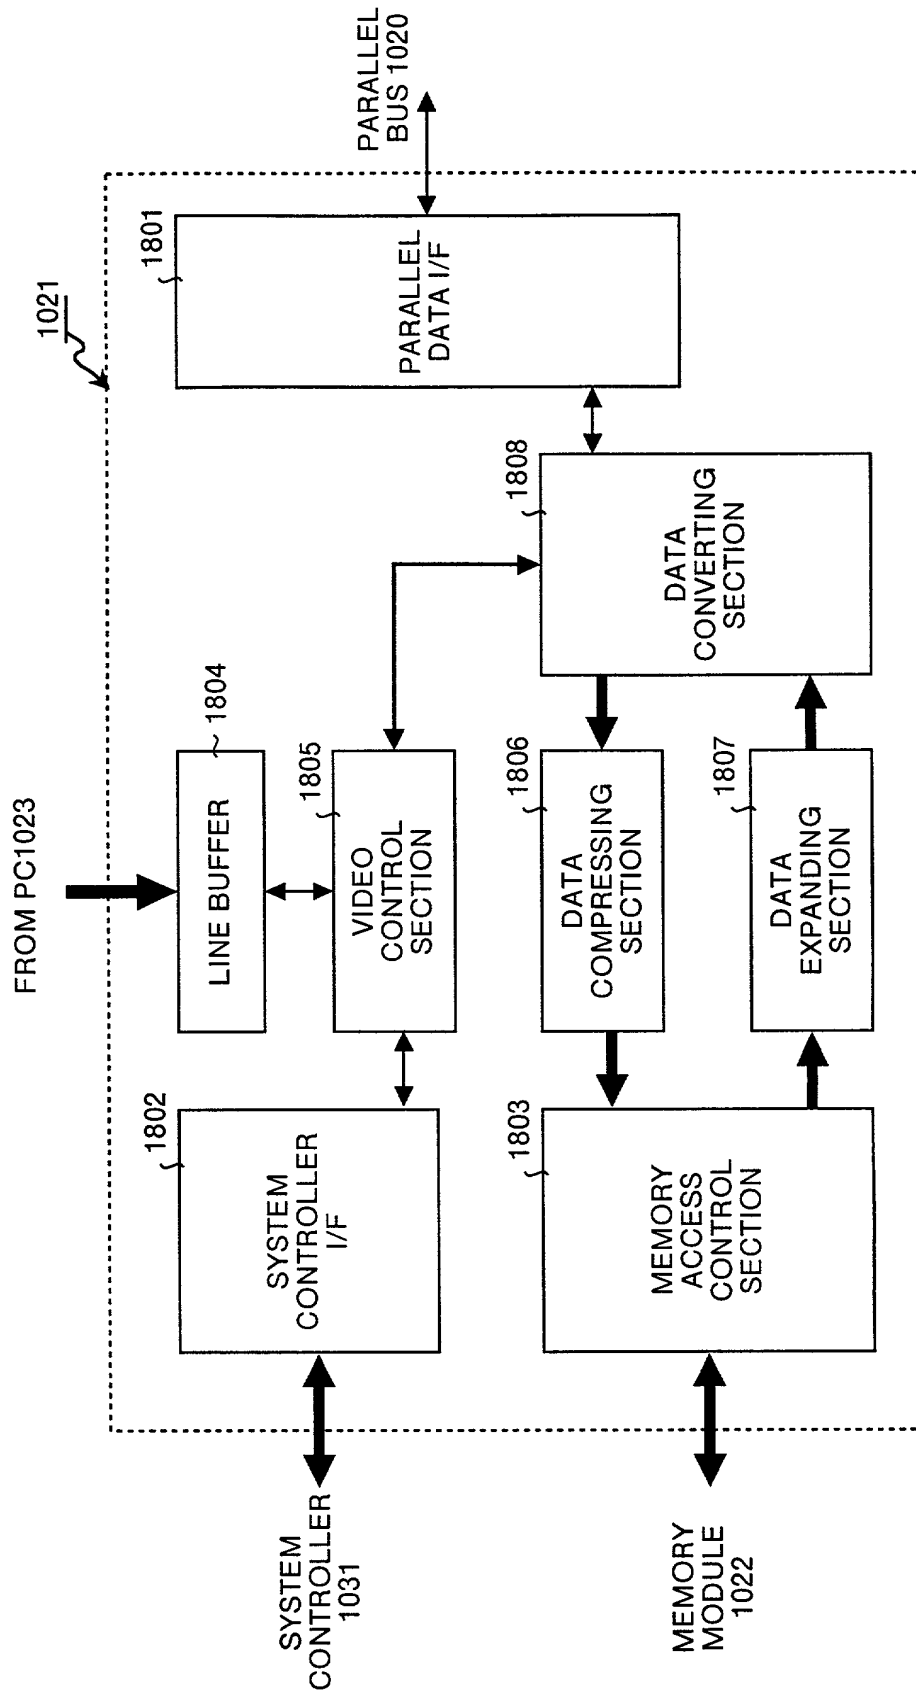 FROM PC1023
1021
1804
LINE BUFFER
1802
SYSTEM
CONTROLLER
I/F
1805
VIDEO
CONTROL
SECTION
1801
PARALLEL
DATA I/F
PARALLEL
BUS 1020
SYSTEM
CONTROLLER
1031
1803
MEMORY
ACCESS
CONTROL
SECTION
1806
DATA
COMPRESSING
SECTION
1808
DATA
CONVERTING
SECTION
1807
DATA
EXPANDING
SECTION
MEMORY
MODULE
1022